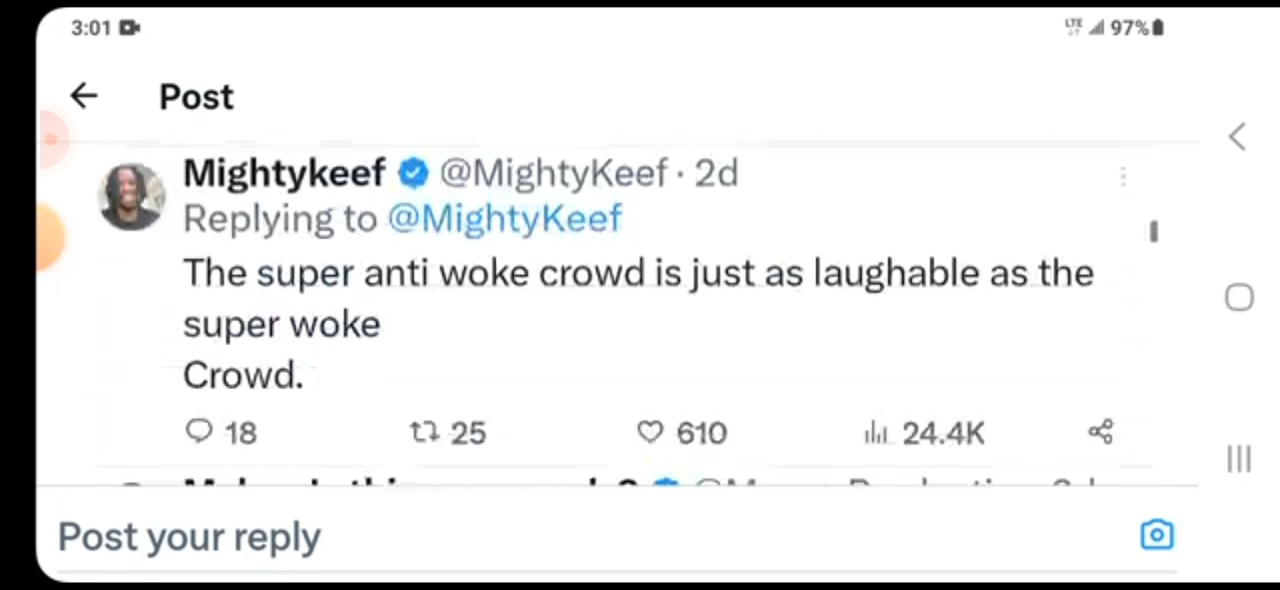 3:01 LTE 97%
Post
Mightykeef @MightyKeef · 2d
Replying to @MightyKeef
The super anti woke crowd is just as laughable as the
super woke
Crowd.
18 25 610 24.4K
Post your reply